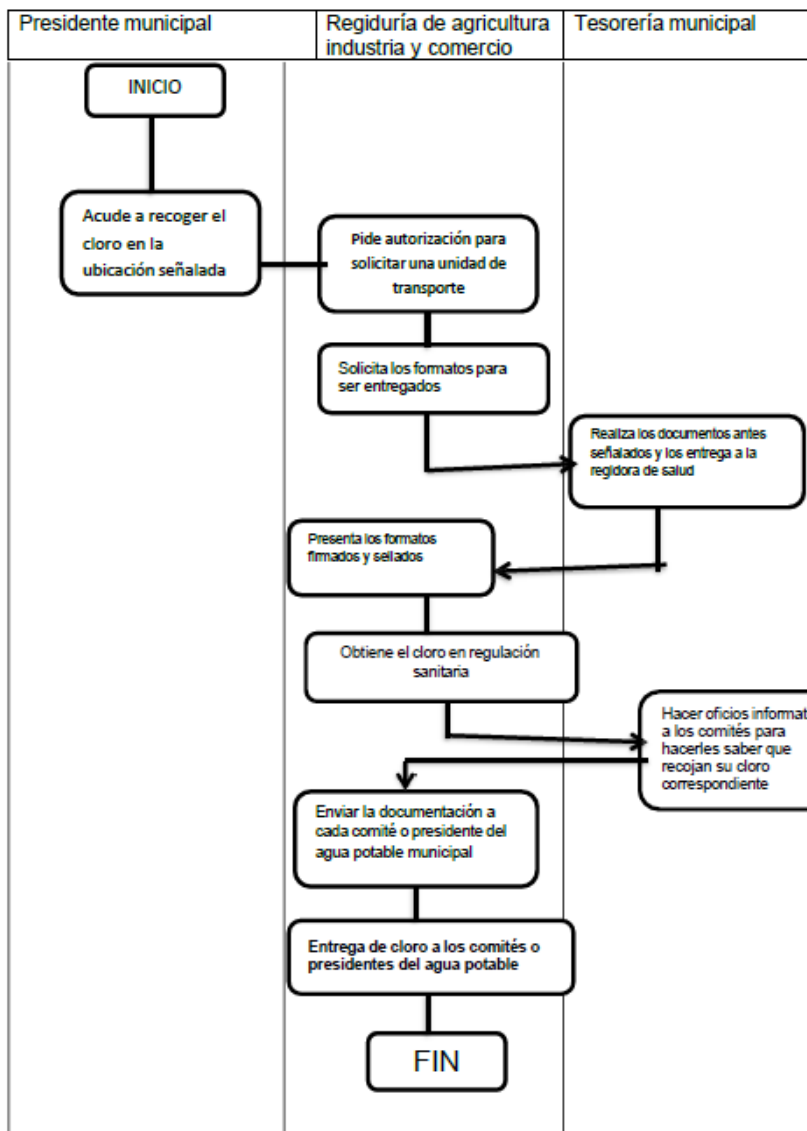 Presidente municipal
Regiduría de agricultura
industria y comercio
Tesorería municipal
INICIO
Acude a recoger el
cloro en la
ubicación señalada
Pide autorización para
solicitar una unidad de
transporte
Solicita los formatos para
ser entregados
Realiza los documentos antes
señalados y los entrega a la
regidora de salud
Presenta los formatos
firmados y sellados
Obtiene el cloro en regulación
sanitaria
Hacer oficios informat
a los comités para
hacerles saber que
recojan su cloro
correspondiente
Enviar la documentación a
cada comité o presidente del
agua potable municipal
Entrega de cloro a los comités o
presidentes del agua potable
FIN